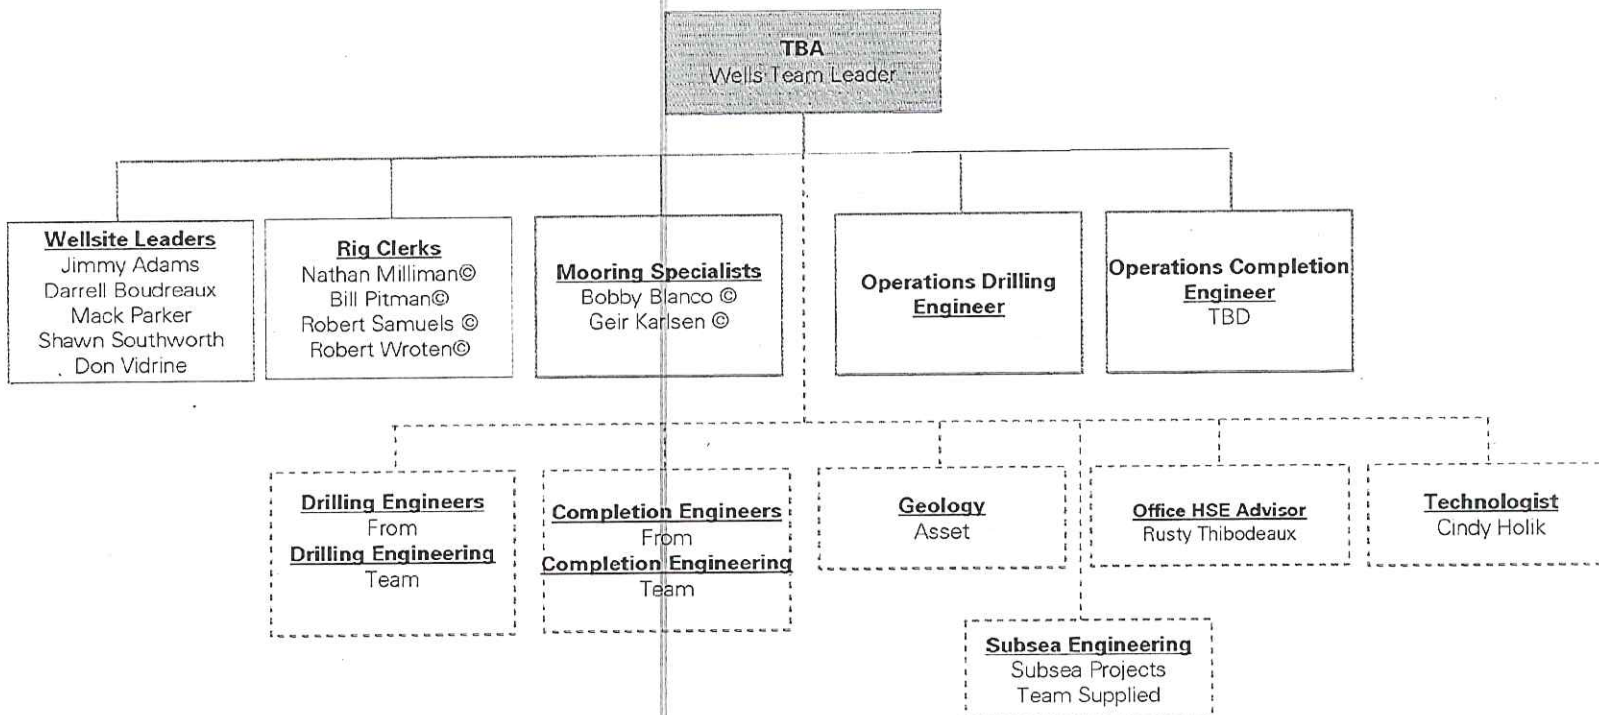 TBA
Wells Team Leader
Wellsite Leaders
Jimmy Adams
Darrell Boudreaux
Mack Parker
Shawn Southworth
Don Vidrine
Rig Clerks
Nathan Milliman©
Bill Pitman©
Robert Samuels ©
Robert Wroten©
Mooring Specialists
Bobby Blanco ©
Geir Karlsen ©
Operations Drilling
Engineer
Operations Completion
Engineer
TBD
Drilling Engineers
From
Drilling Engineering
Team
Completion Engineers
From
Completion Engineering
Team
Geology
Asset
Office HSE Advisor
Rusty Thibodeaux
Technologist
Cindy Holik
Subsea Engineering
Subsea Projects
Team Supplied